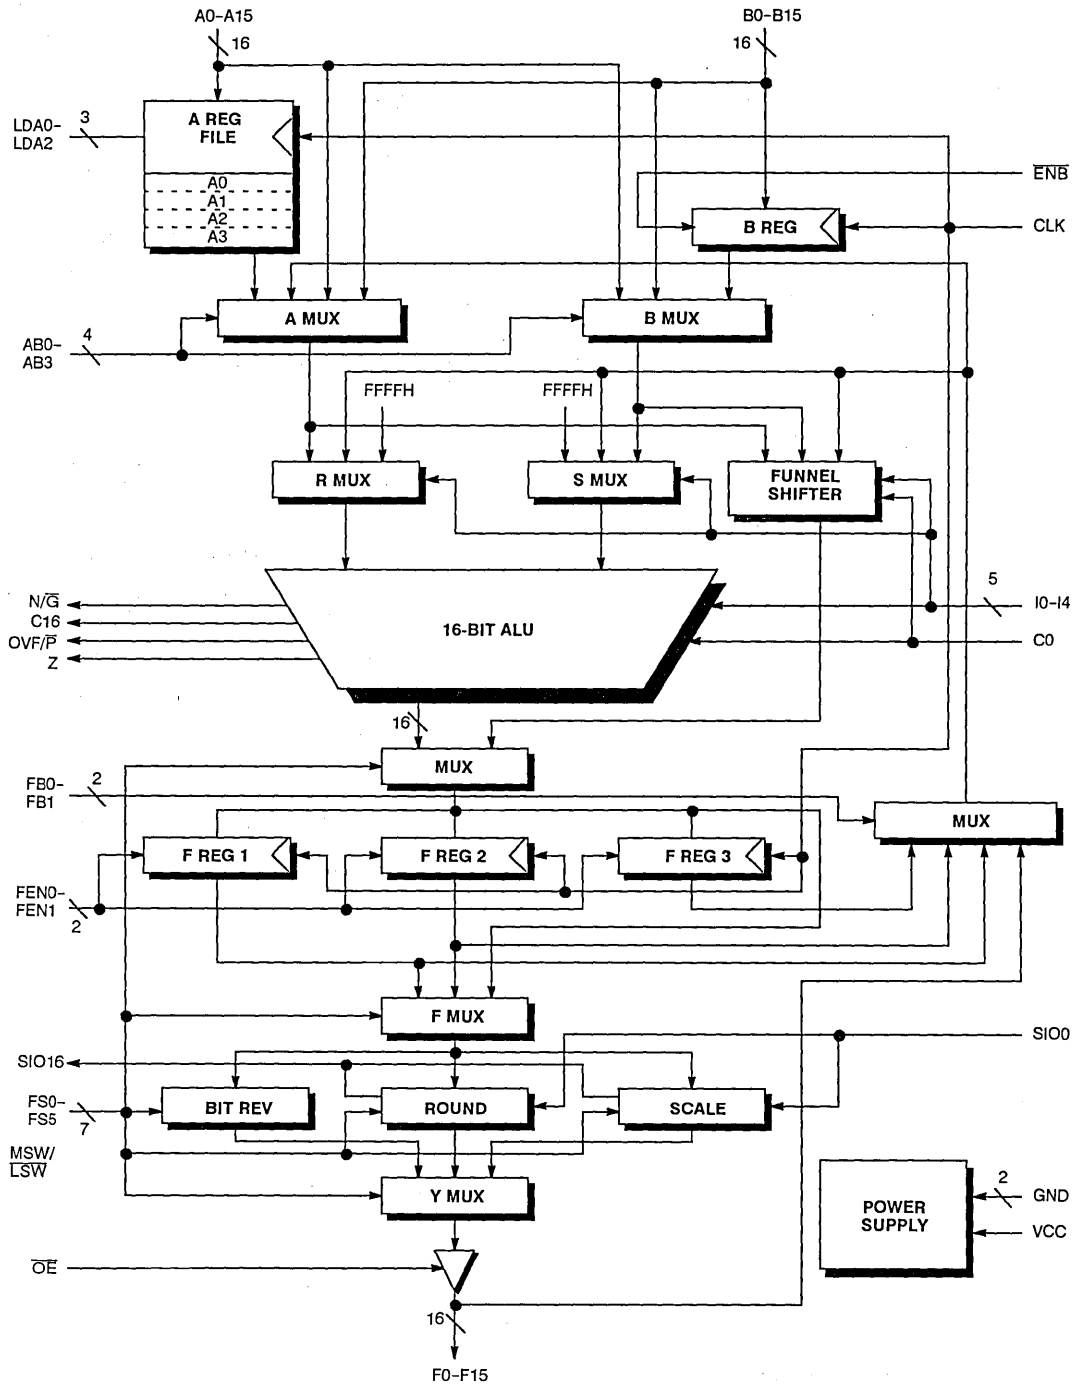 A0–A15
B0–B15
16
16
LDA0–
LDA2
3
A REG
FILE
A0
A1
A2
A3
ENB
B REG
CLK
A MUX
B MUX
AB0–
AB3
4
FFFFH
FFFFH
R MUX
S MUX
FUNNEL
SHIFTER
5
I0–I4
N/G
C16
OVF/P
Z
16-BIT ALU
C0
16
MUX
FB0–
FB1
2
MUX
F REG 1
F REG 2
F REG 3
FEN0–
FEN1
2
F MUX
SIO0
SIO16
FS0–
FS5
7
BIT REV
ROUND
SCALE
MSW/
LSW
Y MUX
POWER
SUPPLY
2
GND
VCC
OE
16
F0–F15